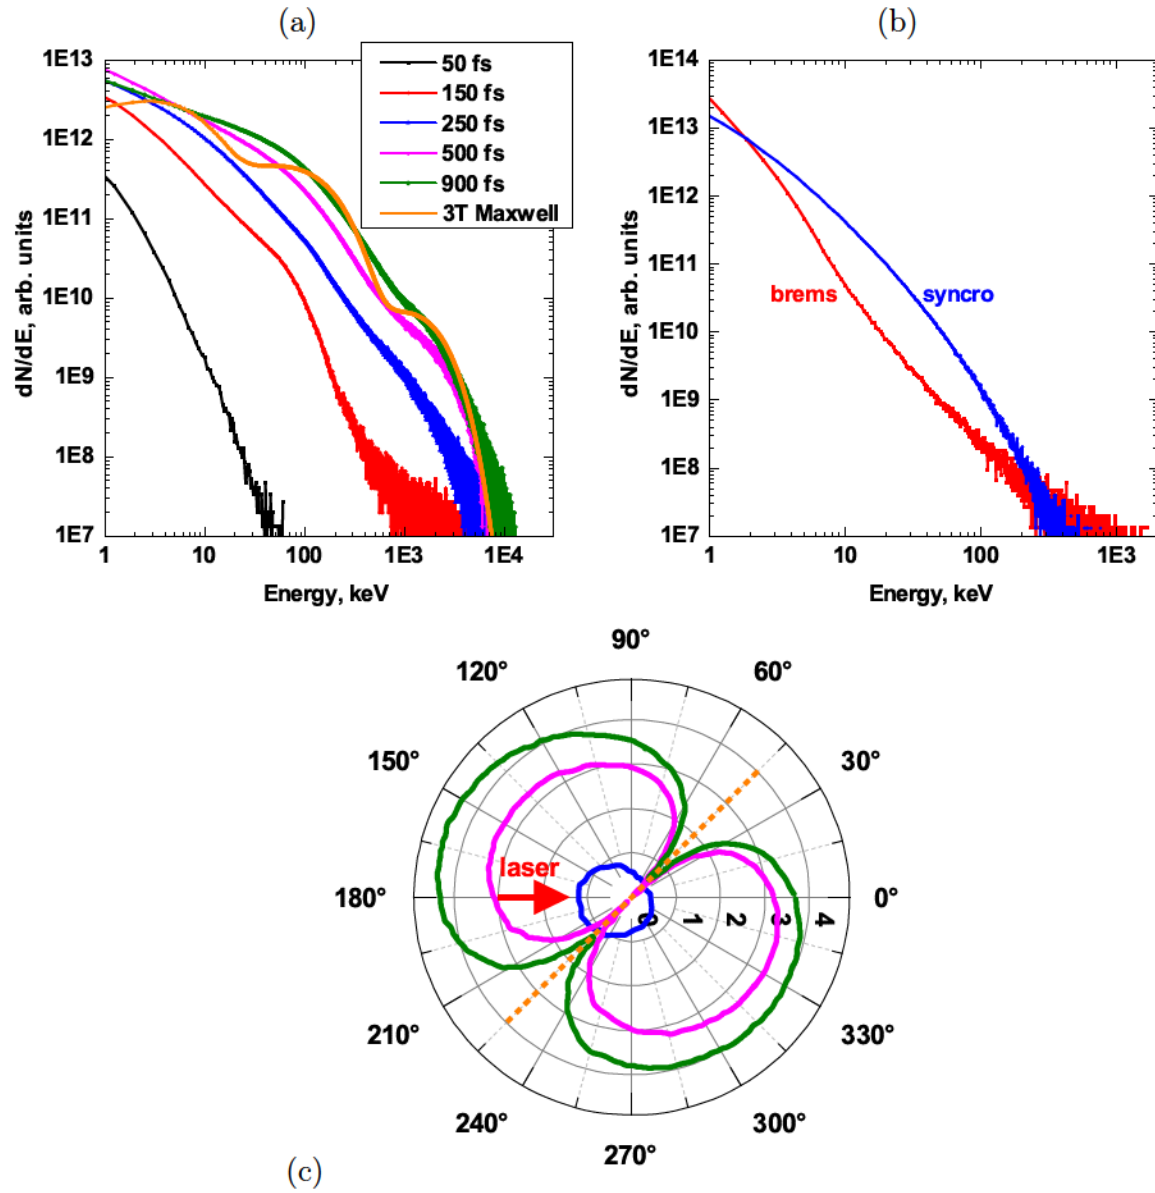 (a)
(b)
1E13
1E12
1E11
1E10
1E9
1E8
1E7
dN/dE, arb. units
1
10
100
1E3
1E4
Energy, keV
50 fs
150 fs
250 fs
500 fs
900 fs
3T Maxwell
1E14
1E13
1E12
1E11
1E10
1E9
1E8
1E7
dN/dE, arb. units
brems
syncro
1
10
100
1E3
Energy, keV
90°
120°
60°
150°
30°
laser
180°
0 1 2 3 4
0°
210°
330°
240°
300°
270°
(c)